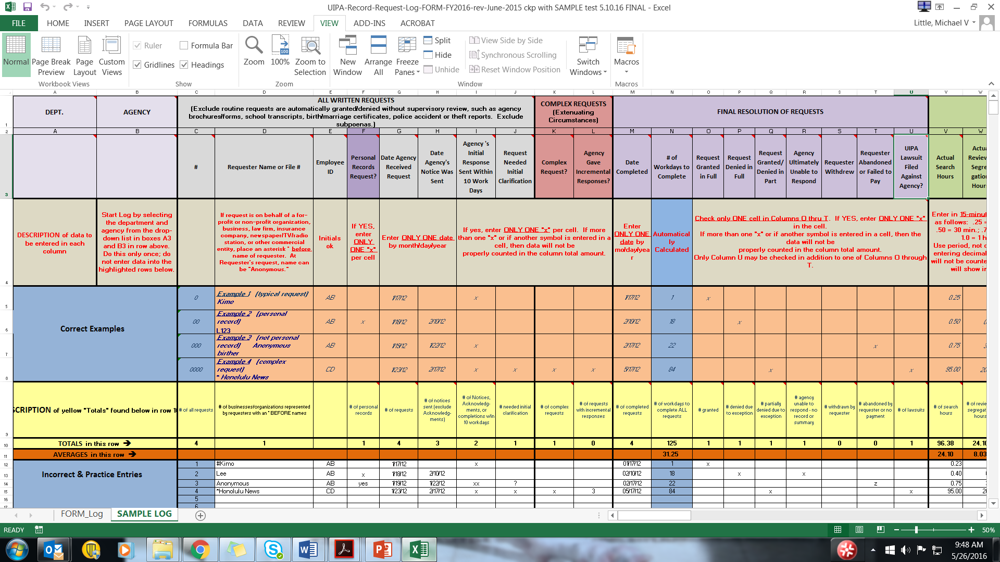 UIPA-Record-Request-Log-FORM-FY2016-rev-June-2015 ckp with SAMPLE test 5.10.16 FINAL - Excel
FILE HOME INSERT PAGE LAYOUT FORMULAS DATA REVIEW VIEW ADD-INS ACROBAT Little, Michael V
Normal
Page Break Preview
Page Layout
Custom Views
Workbook Views
Ruler
Formula Bar
Gridlines
Headings
Show
Zoom
100%
Zoom to Selection
Zoom
New Window
Arrange All
Freeze Panes
Split
Hide
Unhide
View Side by Side
Synchronous Scrolling
Reset Window Position
Window
Switch Windows
Macros
Macros
A B C D E F G H I J K L M N O P Q R S T U V W
1
DEPT.
AGENCY
ALL WRITTEN REQUESTS
(Exclude routine requests are automatically granted/denied without supervisory review, such as agency
brochures/forms, school transcripts, birth/marriage certificates, police accident or theft reports. Exclude
subpoenas.)
COMPLEX REQUESTS
(Extenuating
Circumstances)
FINAL RESOLUTION OF REQUESTS
2 A B C D E F G H I J K L M N O P Q R S T U V W
3
#
Requester Name or File #
Employee ID
Personal Records Request?
Date Agency Received Request
Date Agency's Notice Was Sent
Agency 's Initial Response Sent Within 10 Work Days
Request Needed Initial Clarification
Complex Request?
Agency Gave Incremental Responses?
Date Completed
# of Workdays to Complete
Request Granted in Full
Request Denied in Full
Request Granted/ Denied in Part
Agency Ultimately Unable to Respond
Requester Withdrew
Requester Abandoned or Failed to Pay
UIPA Lawsuit Filed Against Agency?
Actual Search Hours
4
DESCRIPTION of data to
be entered in each
column
Start Log by selecting
the department and
agency from the drop-
down list in boxes A3
and B3 in row above.
Do this only once; do
not enter data into the
highlighted rows below.
If request is on behalf of a for-
profit or non-profit organization,
business, law firm, insurance
company, newspaper/TV/radio
station, or other commercial
entity, place an asterisk * before
name of requester. At
Requester's request, name can
be "Anonymous."
Initials ok
If YES, enter ONLY ONE "x" per cell
Enter ONLY ONE date
by month/day/year
If yes, enter ONLY ONE "x" per cell. If more
than one "x" or if another symbol is entered in a
cell, then data will not be
properly counted in the column total amount.
Enter
ONLY ONE
date by
mo/day/yea
r
Automatical
ly
Calculated
Check only ONE cell in Columns O thru T. If YES, enter ONLY ONE "x"
in the cell.
If more than one "x" or if another symbol is entered in a cell, then the
data will not be
properly counted in the column total amount.
Only Column U may be checked in addition to one of Columns O through
T.
Enter in 15-minut
as follows: .25 =
.50 = 30 min.; .7
1.0 = 1 h
Use period, not c
entering decimal
will not be counte
will show in
Correct Examples
5 0 Example 1 (typical request) Kimo AB 1/17/12 x 1/17/12 1 x 0.25
6 00 Example 2 (personal record) L123 AB x 1/18/12 2/10/12 2/10/12 18 x 0.50
7 000 Example 3 (not personal record) Anonymous birther AB 1/19/12 1/22/12 x 2/17/12 22 x 0.75
8 0000 Example 4 (complex request) * Honolulu News CD 1/23/12 2/17/12 x x x x 5/17/12 84 x x 95.00
9
SCRIPTION of yellow "Totals" found below in row 1
# of all requests
# of businesses/organizations represented by requesters with an * BEFORE names
# of personal records
# of requests
# of notices sent (exclude Acknowledg- ments)
# of Notices, Acknowledg- ments, or completions w/in 10 workdays
# needed initial clarification
# of complex requests
# of requests with incremental responses
# of completed requests
# of workdays to complete ALL requests
# granted
# denied due to exception
# partially denied due to exception
# agency unable to respond - no record or summary
# withdrawn by requester
# abandoned by requester or no payment
# of lawsuits
# of search hours
10 TOTALS in this row → 4 1 1 4 3 2 1 1 0 4 125 1 1 1 1 0 0 1 96.38 24.10
11 AVERAGES in this row → 31.25 24.10 8.03
Incorrect & Practice Entries
12 1 #Kimo AB 1/17/12 x 01/17/12 1 x 0.23
13 2 Lee AB x 1/18/12 2/10/12 02/10/12 18 x x 0.40
14 3 Anonymous AB yes 1/19/12 1/22/12 xx ? 02/17/12 22 z 0.75
15 4 *Honolulu News CD 1/23/12 2/17/12 x x x 3 05/17/12 84 x x 95.00
16 5
17 6
FORM_Log SAMPLE LOG
READY 50%
9:48 AM
5/26/2016